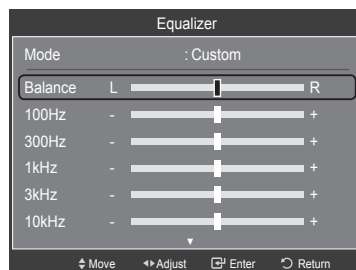 Equalizer
Mode : Custom
Balance L R
100Hz - +
300Hz - +
1kHz - +
3kHz - +
10kHz - +
Move Adjust Enter Return